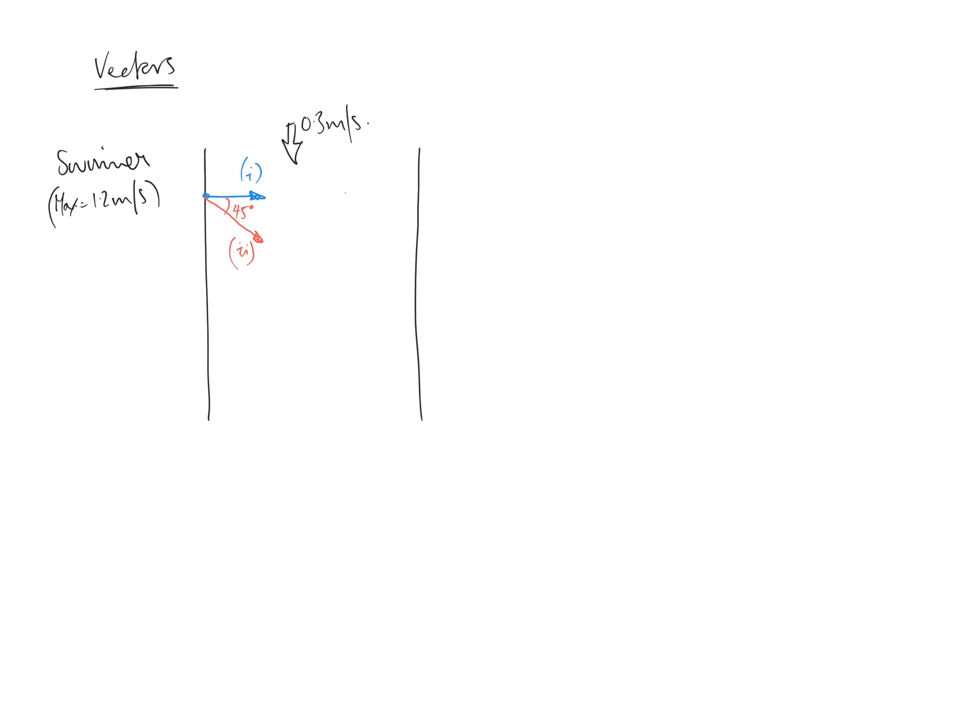 Vectors
0.3m/s.
Swimmer
(Max = 1.2m/s)
(i)
45°
(ii)